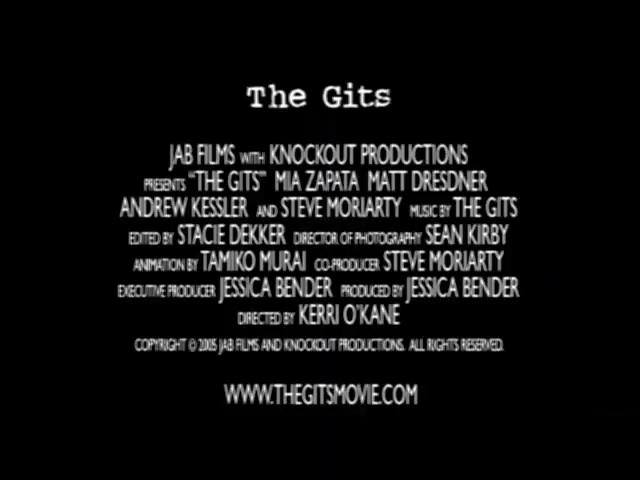 The Gits
JAB FILMS WITH KNOCKOUT PRODUCTIONS
PRESENTS "THE GITS" MIA ZAPATA MATT DRESDNER
ANDREW KESSLER AND STEVE MORIARTY MUSIC BY THE GITS
EDITED BY STACIE DEKKER DIRECTOR OF PHOTOGRAPHY SEAN KIRBY
ANIMATION BY TAMIKO MURAI CO-PRODUCER STEVE MORIARTY
EXECUTIVE PRODUCER JESSICA BENDER PRODUCED BY JESSICA BENDER
DIRECTED BY KERRI O'KANE
COPYRIGHT © 2005 JAB FILMS AND KNOCKOUT PRODUCTIONS. ALL RIGHTS RESERVED.
WWW.THEGITSMOVIE.COM